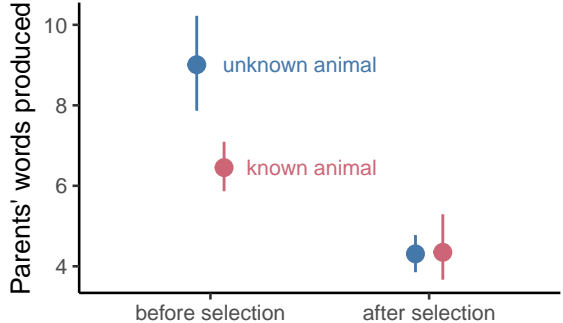 Parents' words produced
10
8
6
4
unknown animal
known animal
before selection
after selection